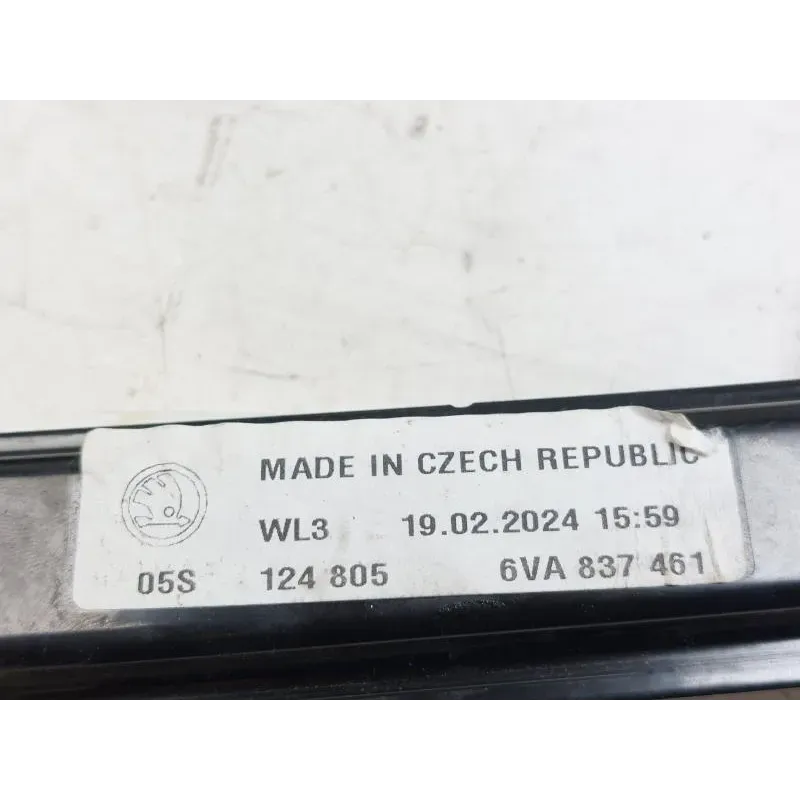 MADE IN CZECH REPUBLIC
WL3 19.02.2024 15:59
05S 124 805 6VA 837 461